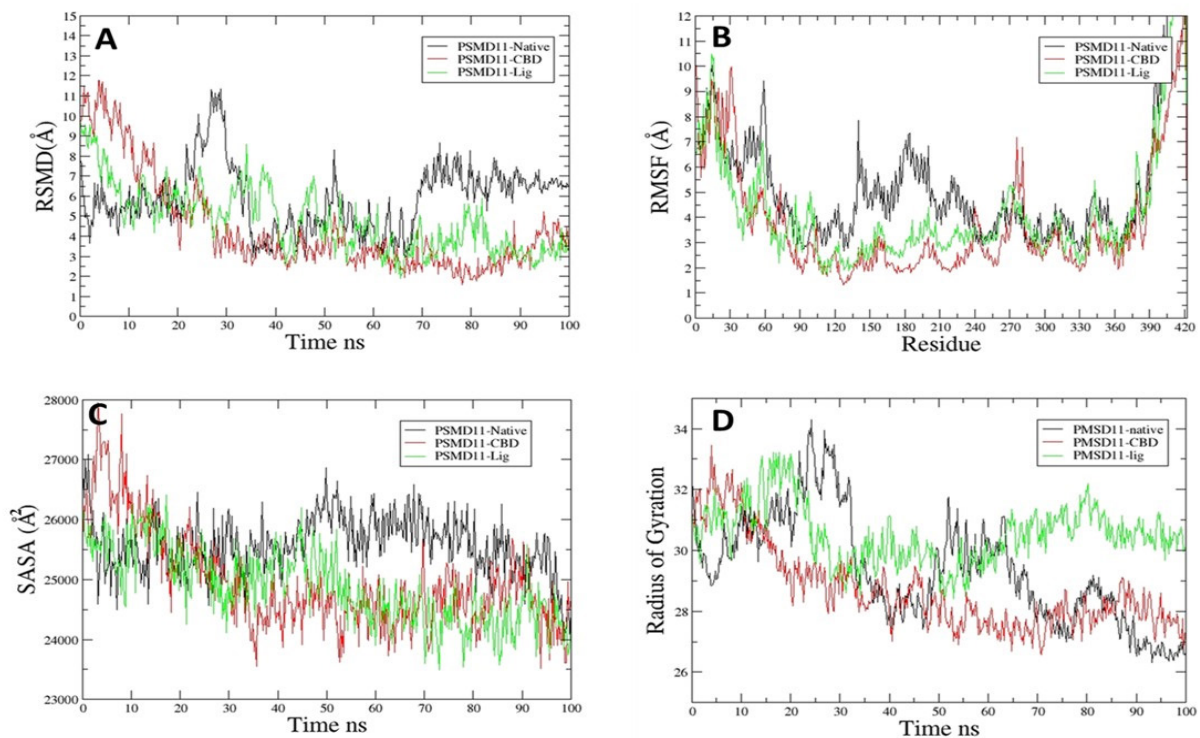 A
PSMD11-Native
PSMD11-CBD
PSMD11-Lig
RSMD(Å)
15
14
13
12
11
10
9
8
7
6
5
4
3
2
1
0
0 10 20 30 40 50 60 70 80 90 100
Time ns
B
PSMD11-Native
PSMD11-CBD
PSMD11-Lig
RMSF (Å)
12
11
10
9
8
7
6
5
4
3
2
1
0
0 30 60 90 120 150 180 210 240 270 300 330 360 390 420
Residue
C
PSMD11-Native
PSMD11-CBD
PSMD11-Lig
SASA (Å²)
28000
27000
26000
25000
24000
23000
0 10 20 30 40 50 60 70 80 90 100
Time ns
D
PMSD11-native
PMSD11-CBD
PMSD11-lig
Radius of Gyration
34
32
30
28
26
0 10 20 30 40 50 60 70 80 90 100
Time ns